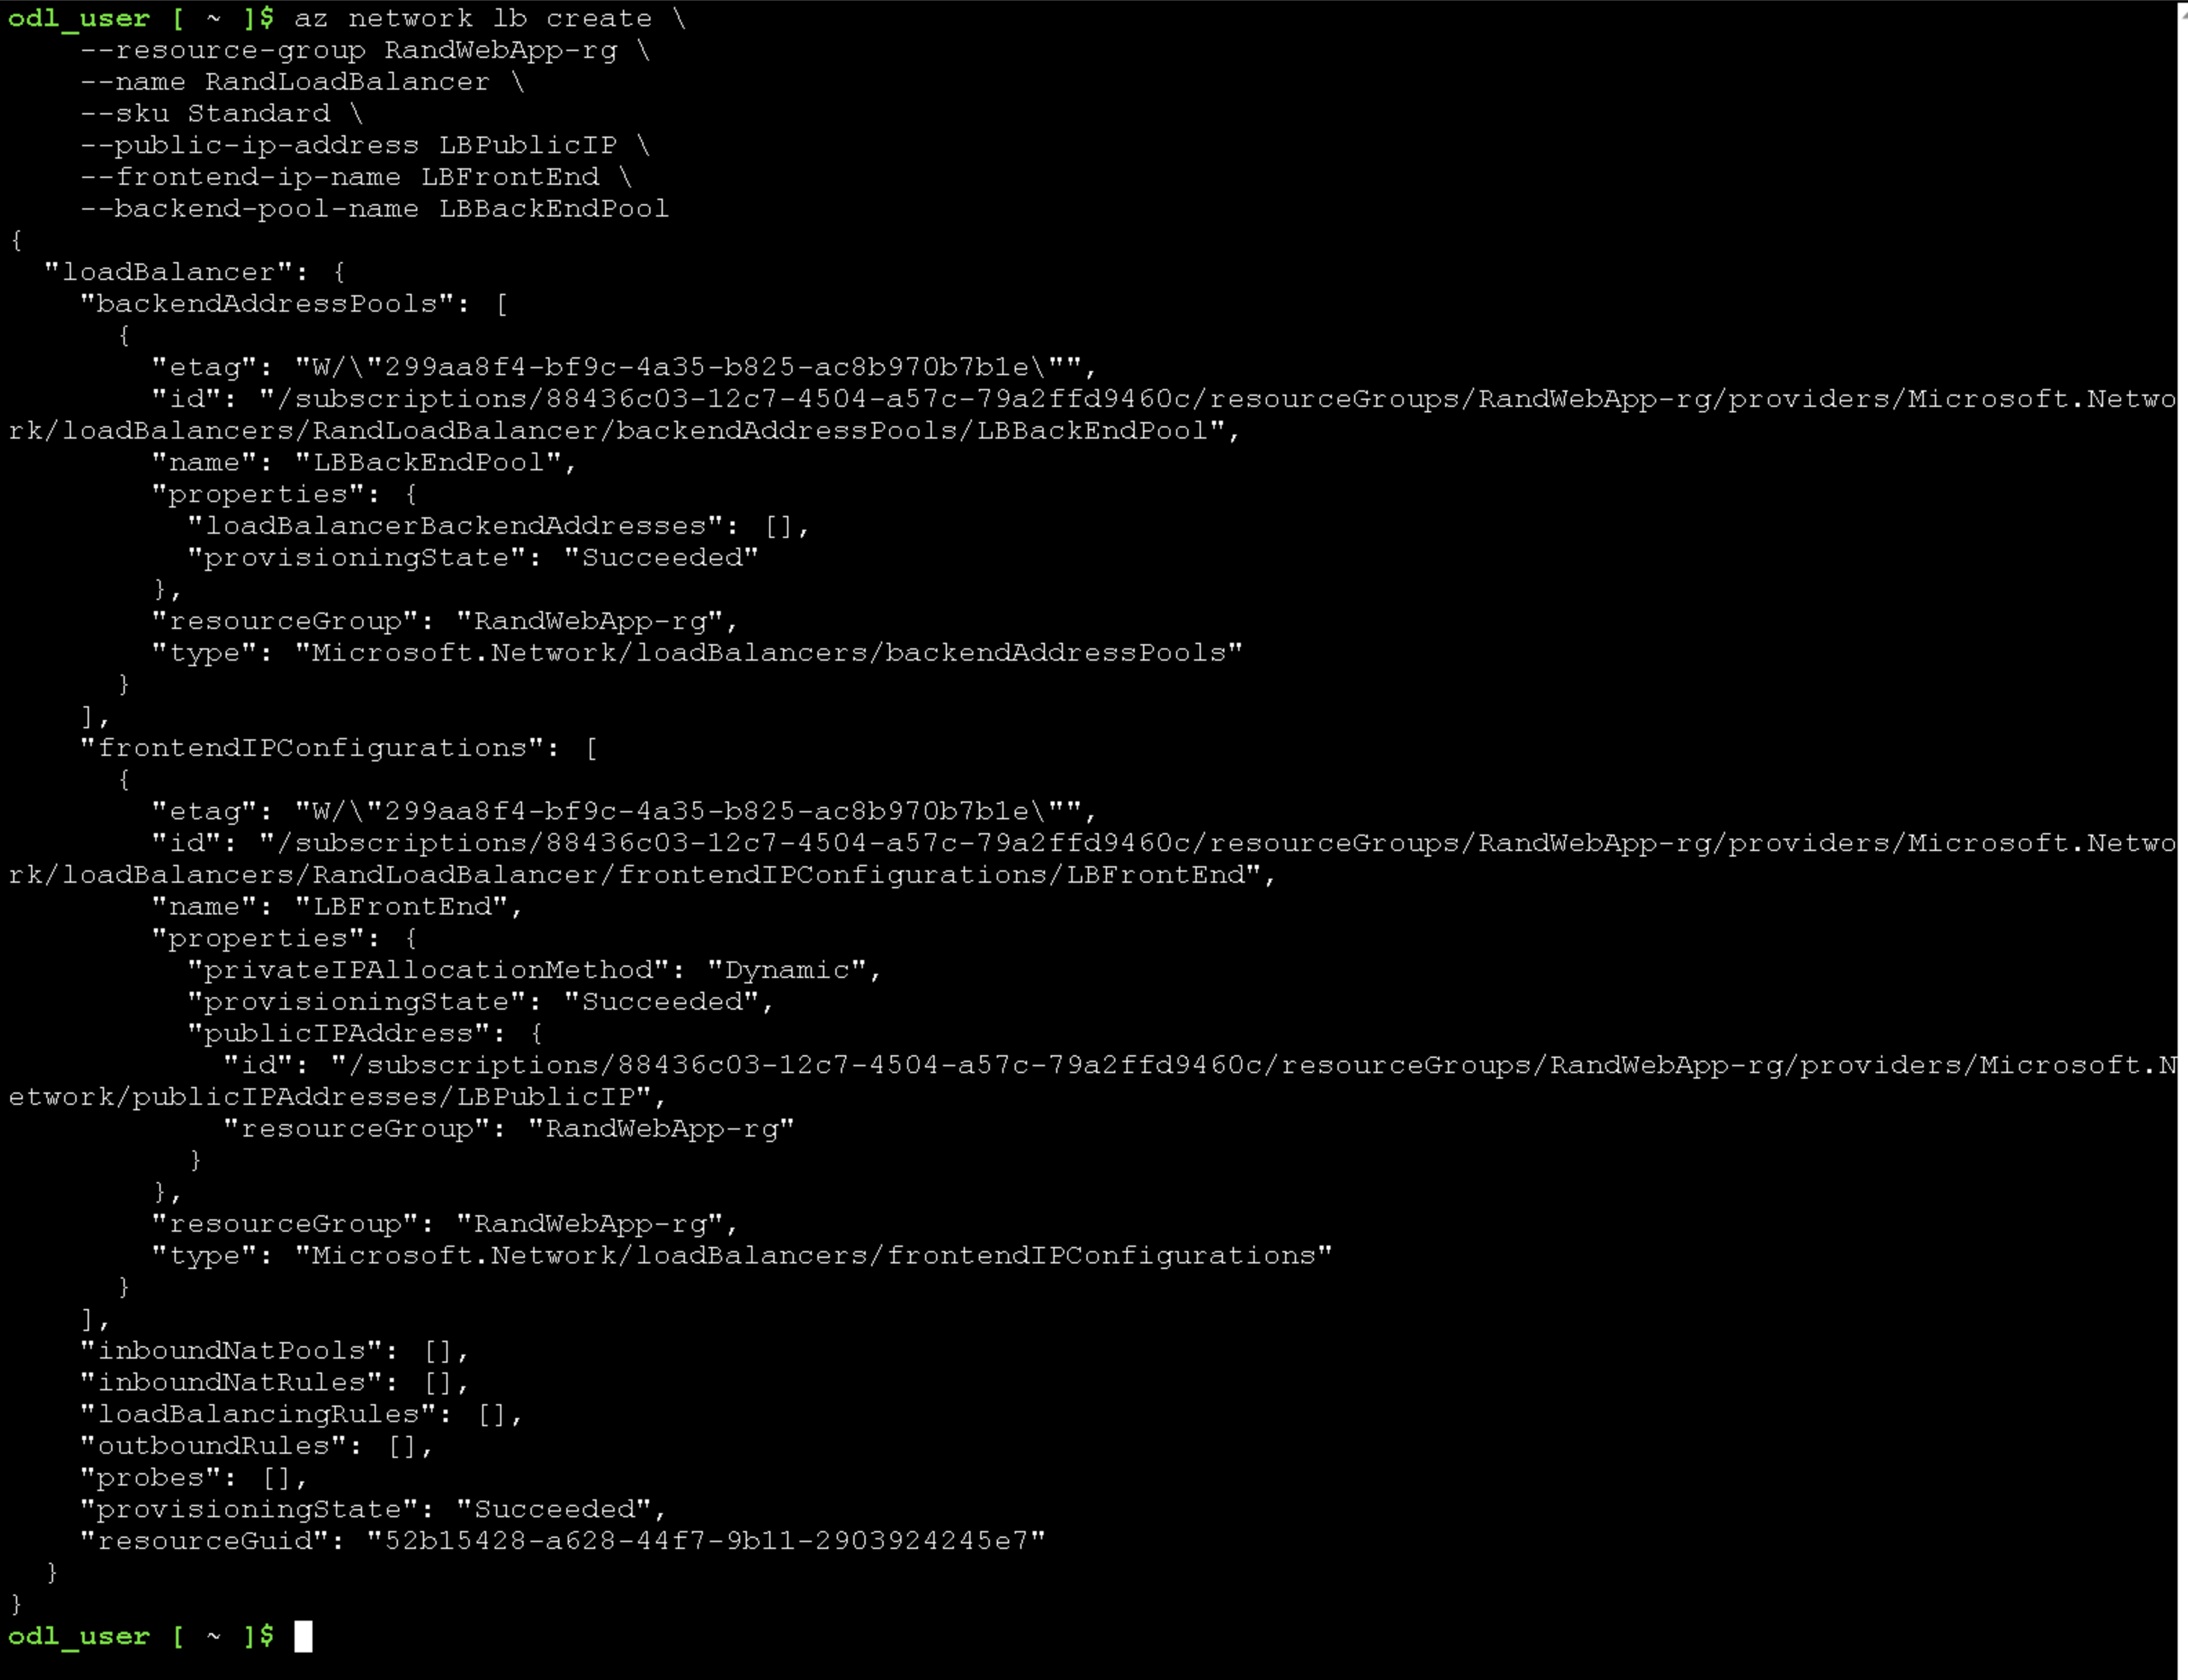 odl_user [ ~ ]$ az network lb create \
    --resource-group RandWebApp-rg \
    --name RandLoadBalancer \
    --sku Standard \
    --public-ip-address LBPublicIP \
    --frontend-ip-name LBFrontEnd \
    --backend-pool-name LBBackEndPool
{
  "loadBalancer": {
    "backendAddressPools": [
      {
        "etag": "W/\"299aa8f4-bf9c-4a35-b825-ac8b970b7b1e\"",
        "id": "/subscriptions/88436c03-12c7-4504-a57c-79a2ffd9460c/resourceGroups/RandWebApp-rg/providers/Microsoft.Netwo
rk/loadBalancers/RandLoadBalancer/backendAddressPools/LBBackEndPool",
        "name": "LBBackEndPool",
        "properties": {
          "loadBalancerBackendAddresses": [],
          "provisioningState": "Succeeded"
        },
        "resourceGroup": "RandWebApp-rg",
        "type": "Microsoft.Network/loadBalancers/backendAddressPools"
      }
    ],
    "frontendIPConfigurations": [
      {
        "etag": "W/\"299aa8f4-bf9c-4a35-b825-ac8b970b7b1e\"",
        "id": "/subscriptions/88436c03-12c7-4504-a57c-79a2ffd9460c/resourceGroups/RandWebApp-rg/providers/Microsoft.Netwo
rk/loadBalancers/RandLoadBalancer/frontendIPConfigurations/LBFrontEnd",
        "name": "LBFrontEnd",
        "properties": {
          "privateIPAllocationMethod": "Dynamic",
          "provisioningState": "Succeeded",
          "publicIPAddress": {
            "id": "/subscriptions/88436c03-12c7-4504-a57c-79a2ffd9460c/resourceGroups/RandWebApp-rg/providers/Microsoft.N
etwork/publicIPAddresses/LBPublicIP",
            "resourceGroup": "RandWebApp-rg"
          }
        },
        "resourceGroup": "RandWebApp-rg",
        "type": "Microsoft.Network/loadBalancers/frontendIPConfigurations"
      }
    ],
    "inboundNatPools": [],
    "inboundNatRules": [],
    "loadBalancingRules": [],
    "outboundRules": [],
    "probes": [],
    "provisioningState": "Succeeded",
    "resourceGuid": "52b15428-a628-44f7-9b11-2903924245e7"
  }
}
odl_user [ ~ ]$